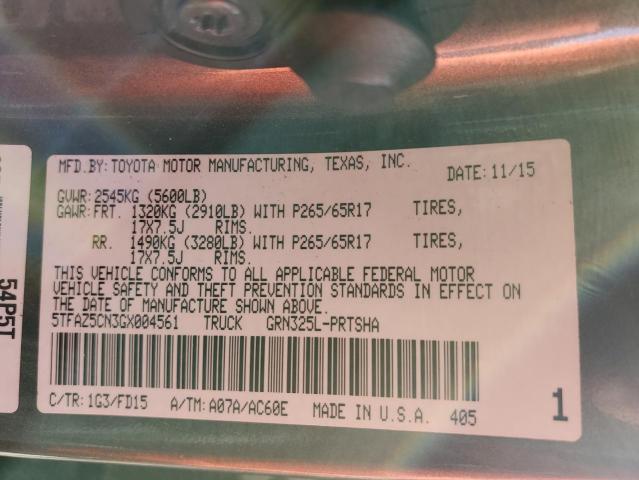 MFD.BY:TOYOTA MOTOR MANUFACTURING, TEXAS, INC. DATE:11/15
GVWR:2545KG (5600LB)
GAWR:FRT. 1320KG (2910LB) WITH P265/65R17 TIRES,
17X7.5J RIMS.
RR. 1490KG (3280LB) WITH P265/65R17 TIRES,
17X7.5J RIMS.
THIS VEHICLE CONFORMS TO ALL APPLICABLE FEDERAL MOTOR
VEHICLE SAFETY AND THEFT PREVENTION STANDARDS IN EFFECT ON
THE DATE OF MANUFACTURE SHOWN ABOVE.
5TFAZ5CN3GX004561 TRUCK GRN325L-PRTSHA
C/TR:1G3/FD15 A/TM:A07A/AC60E MADE IN U.S.A. 405
1
54P5T